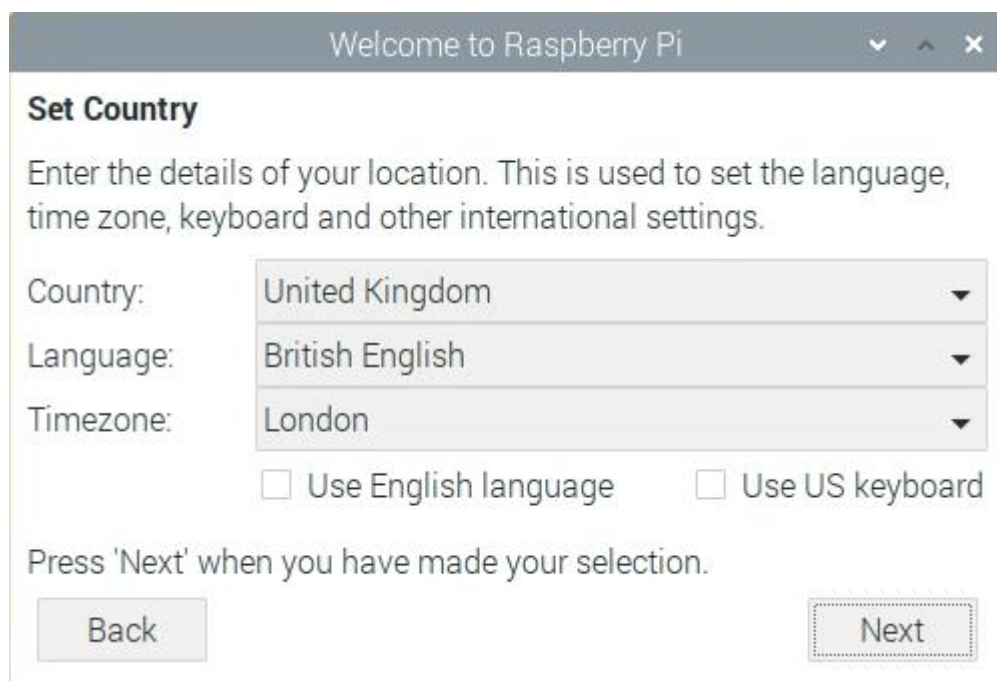 Welcome to Raspberry Pi
Set Country
Enter the details of your location. This is used to set the language,
time zone, keyboard and other international settings.
Country: United Kingdom
Language: British English
Timezone: London
Use English language Use US keyboard
Press 'Next' when you have made your selection.
Back Next